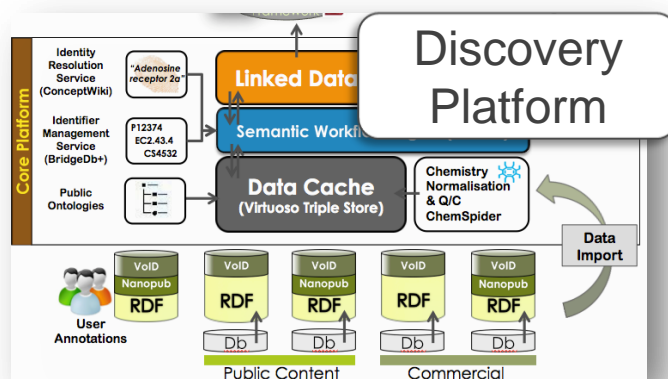 Discovery
Platform
Core Platform
Identity
Resolution
Service
(ConceptWiki)
"Adenosine
receptor 2a"
Linked Data
Identifier
Management
Service
(BridgeDb+)
P12374
EC2.43.4
CS4532
Semantic
Public
Ontologies
Data Cache
(Virtuoso Triple Store)
Chemistry
Normalisation
& Q/C
ChemSpider
Data
Import
User
Annotations
VoID
Nanopub
RDF
VoID
RDF
VoID
Nanopub
RDF
VoID
RDF
VoID
Nanopub
RDF
Db
Db
Db
Db
Public Content
Commercial